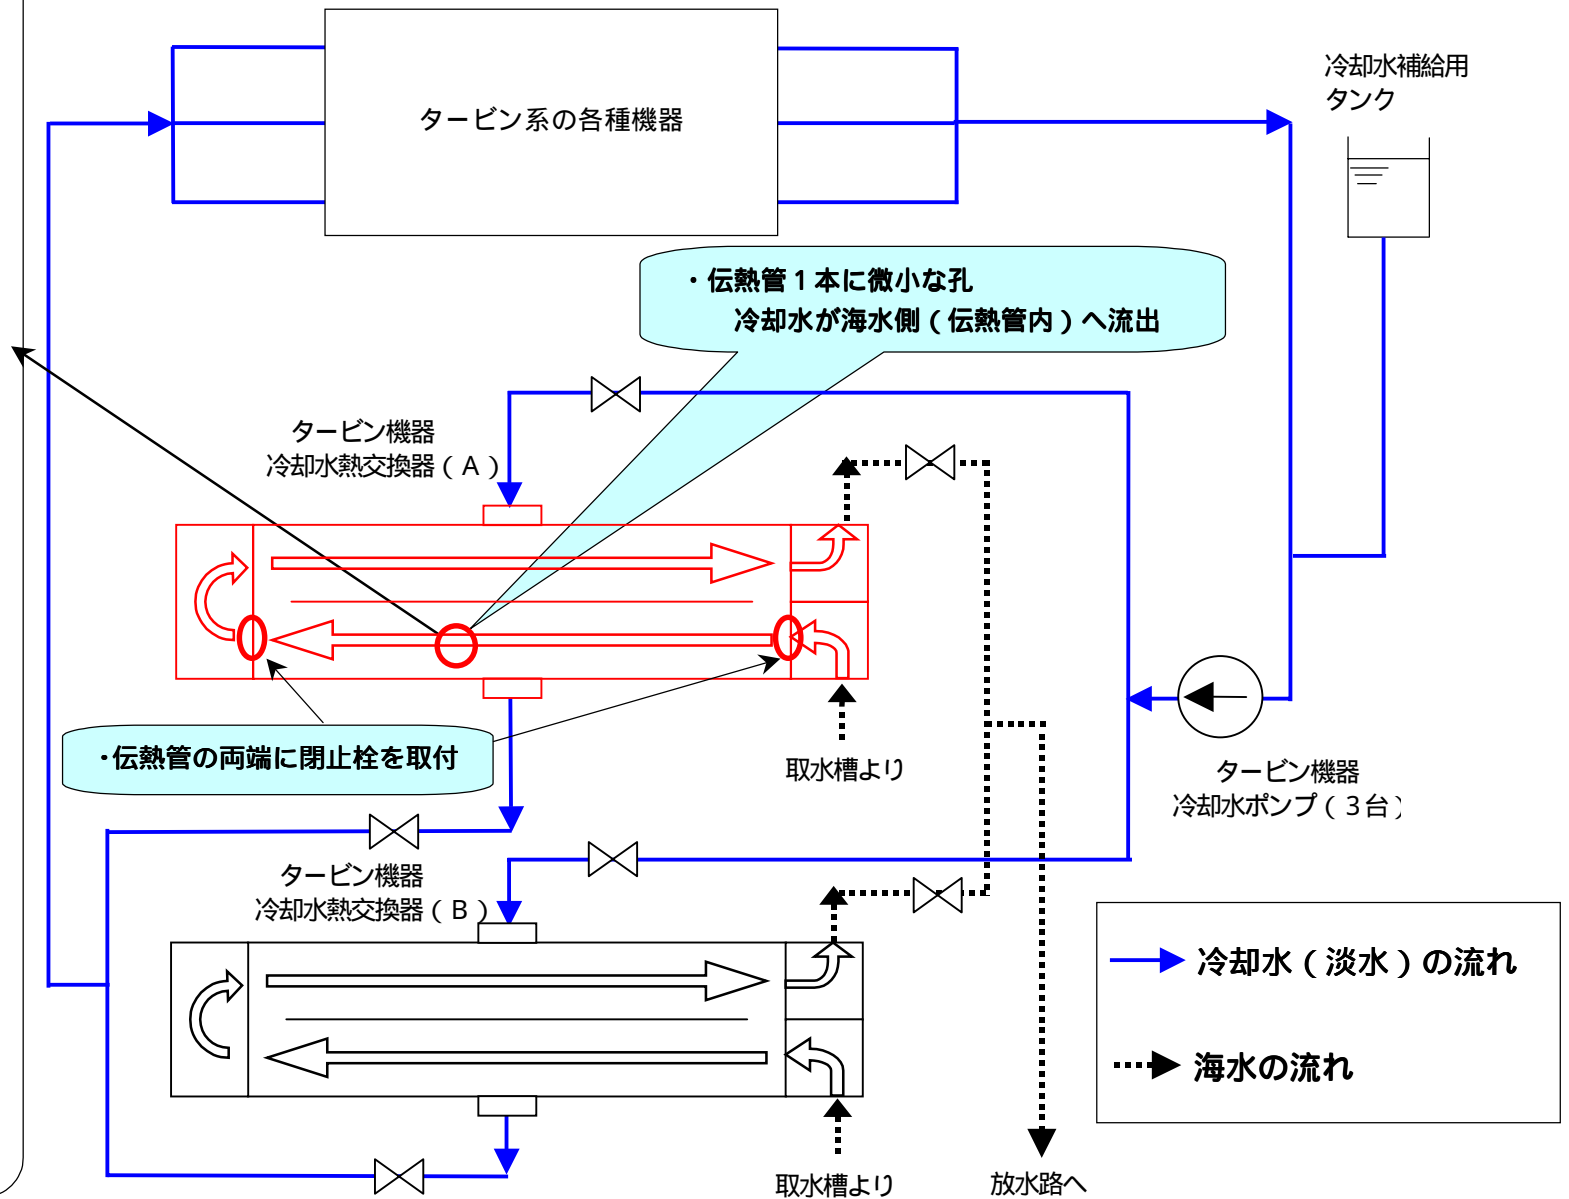 冷却水補給用
タンク
タービン系の各種機器
・伝熱管１本に微小な孔
冷却水が海水側（伝熱管内）へ流出
タービン機器
冷却水熱交換器（Ａ）
・伝熱管の両端に閉止栓を取付
取水槽より
タービン機器
冷却水ポンプ（３台）
タービン機器
冷却水熱交換器（Ｂ）
冷却水（淡水）の流れ
海水の流れ
取水槽より
放水路へ